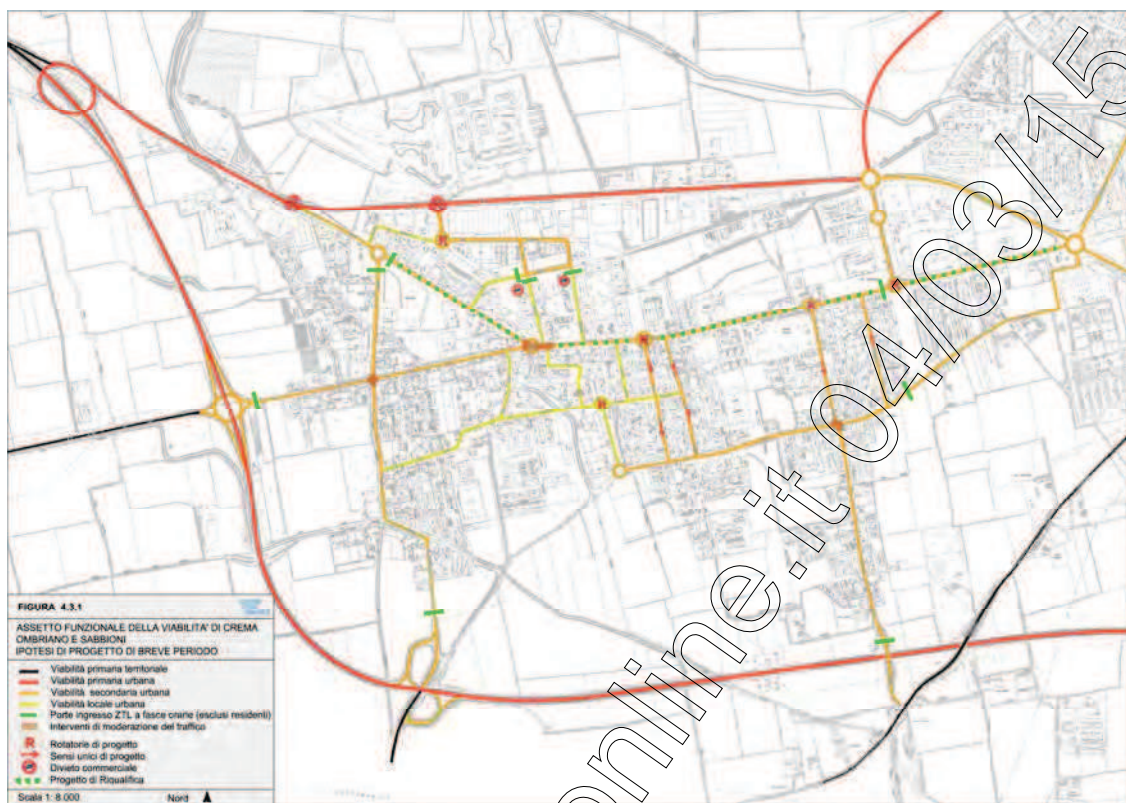 FIGURA 4.3.1
ASSETTO FUNZIONALE DELLA VIABILITA' DI CREMA
OMBRIANO E SABBIONI
IPOTESI DI PROGETTO DI BREVE PERIODO
Viabilità primaria territoriale
Viabilità primaria urbana
Viabilità secondaria urbana
Viabilità locale urbana
Porte ingresso ZTL a fasce orarie (esclusi residenti)
Interventi di moderazione del traffico
R Rotatorie di progetto
Sensi unici di progetto
Divieto commerciale
Progetto di Riqualifica
Scala 1: 8.000 Nord
online.it 04/03/15
R
R
R